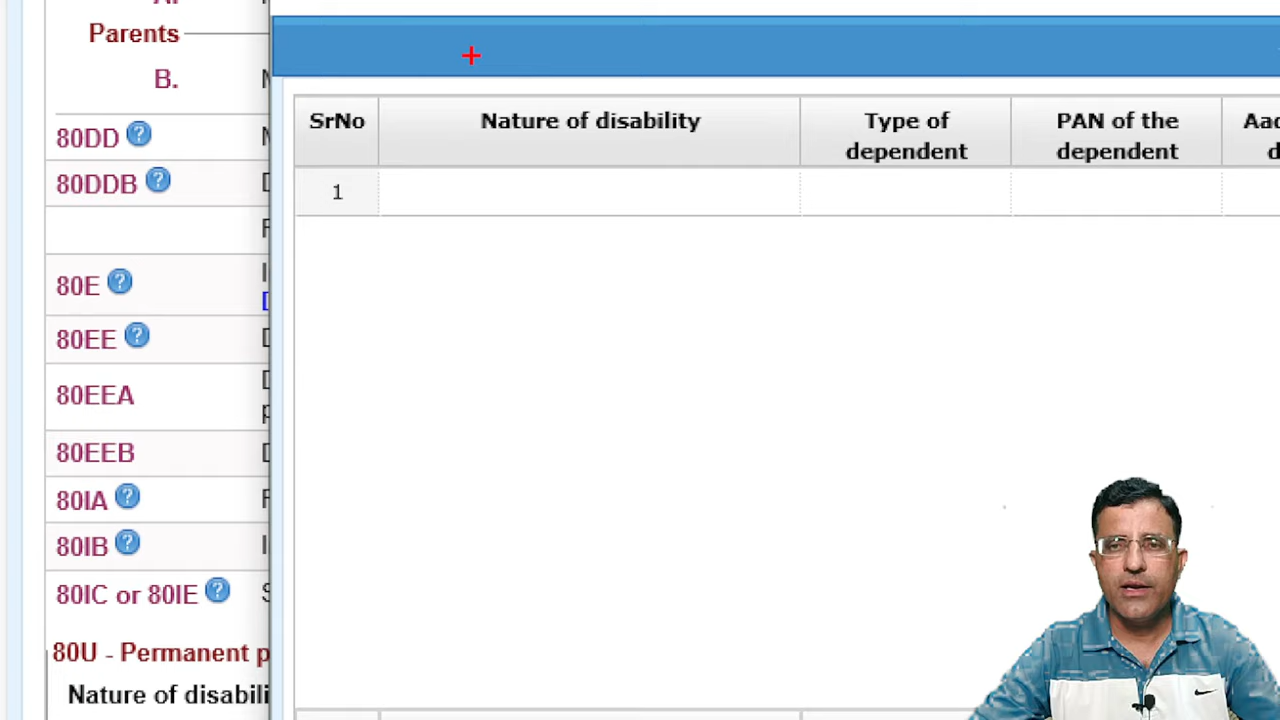 Parents
B.
80DD
80DDB
80E
80EE
80EEA
80EEB
80IA
80IB
80IC or 80IE
80U - Permanent p
Nature of disabili
SrNo
Nature of disability
Type of
dependent
PAN of the
dependent
1